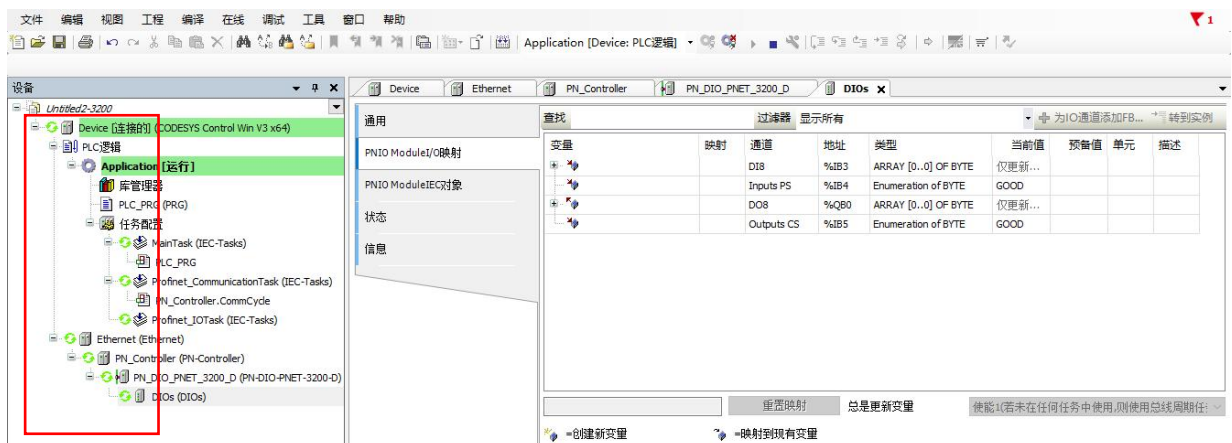 文件 编辑 视图 工程 编译 在线 调试 工具 窗口 帮助
1
Application [Device: PLC逻辑]
设备
Untitled2-3200
Device [连接的] (CODESYS Control Win V3 x64)
PLC逻辑
Application [运行]
库管理器
PLC_PRG (PRG)
任务配置
MainTask (IEC-Tasks)
PLC_PRG
Profinet_CommunicationTask (IEC-Tasks)
PN_Controller.CommCycle
Profinet_IOTask (IEC-Tasks)
Ethernet (Ethernet)
PN_Controller (PN-Controller)
PN_DIO_PNET_3200_D (PN-DIO-PNET-3200-D)
DIOs (DIOs)
Device Ethernet PN_Controller PN_DIO_PNET_3200_D DIOs
通用
PNIO ModuleI/O映射
PNIO ModuleIEC对象
状态
信息
查找 过滤器 显示所有 为IO通道添加FB... 转到实例
变量 映射 通道 地址 类型 当前值 预备值 单元 描述
DI8 %IB3 ARRAY [0..0] OF BYTE 仅更新...
Inputs PS %IB4 Enumeration of BYTE GOOD
DO8 %QB0 ARRAY [0..0] OF BYTE 仅更新...
Outputs CS %IB5 Enumeration of BYTE GOOD
重置映射 总是更新变量 使能1(若未在任何任务中使用,则使用总线周期任
=创建新变量 =映射到现有变量